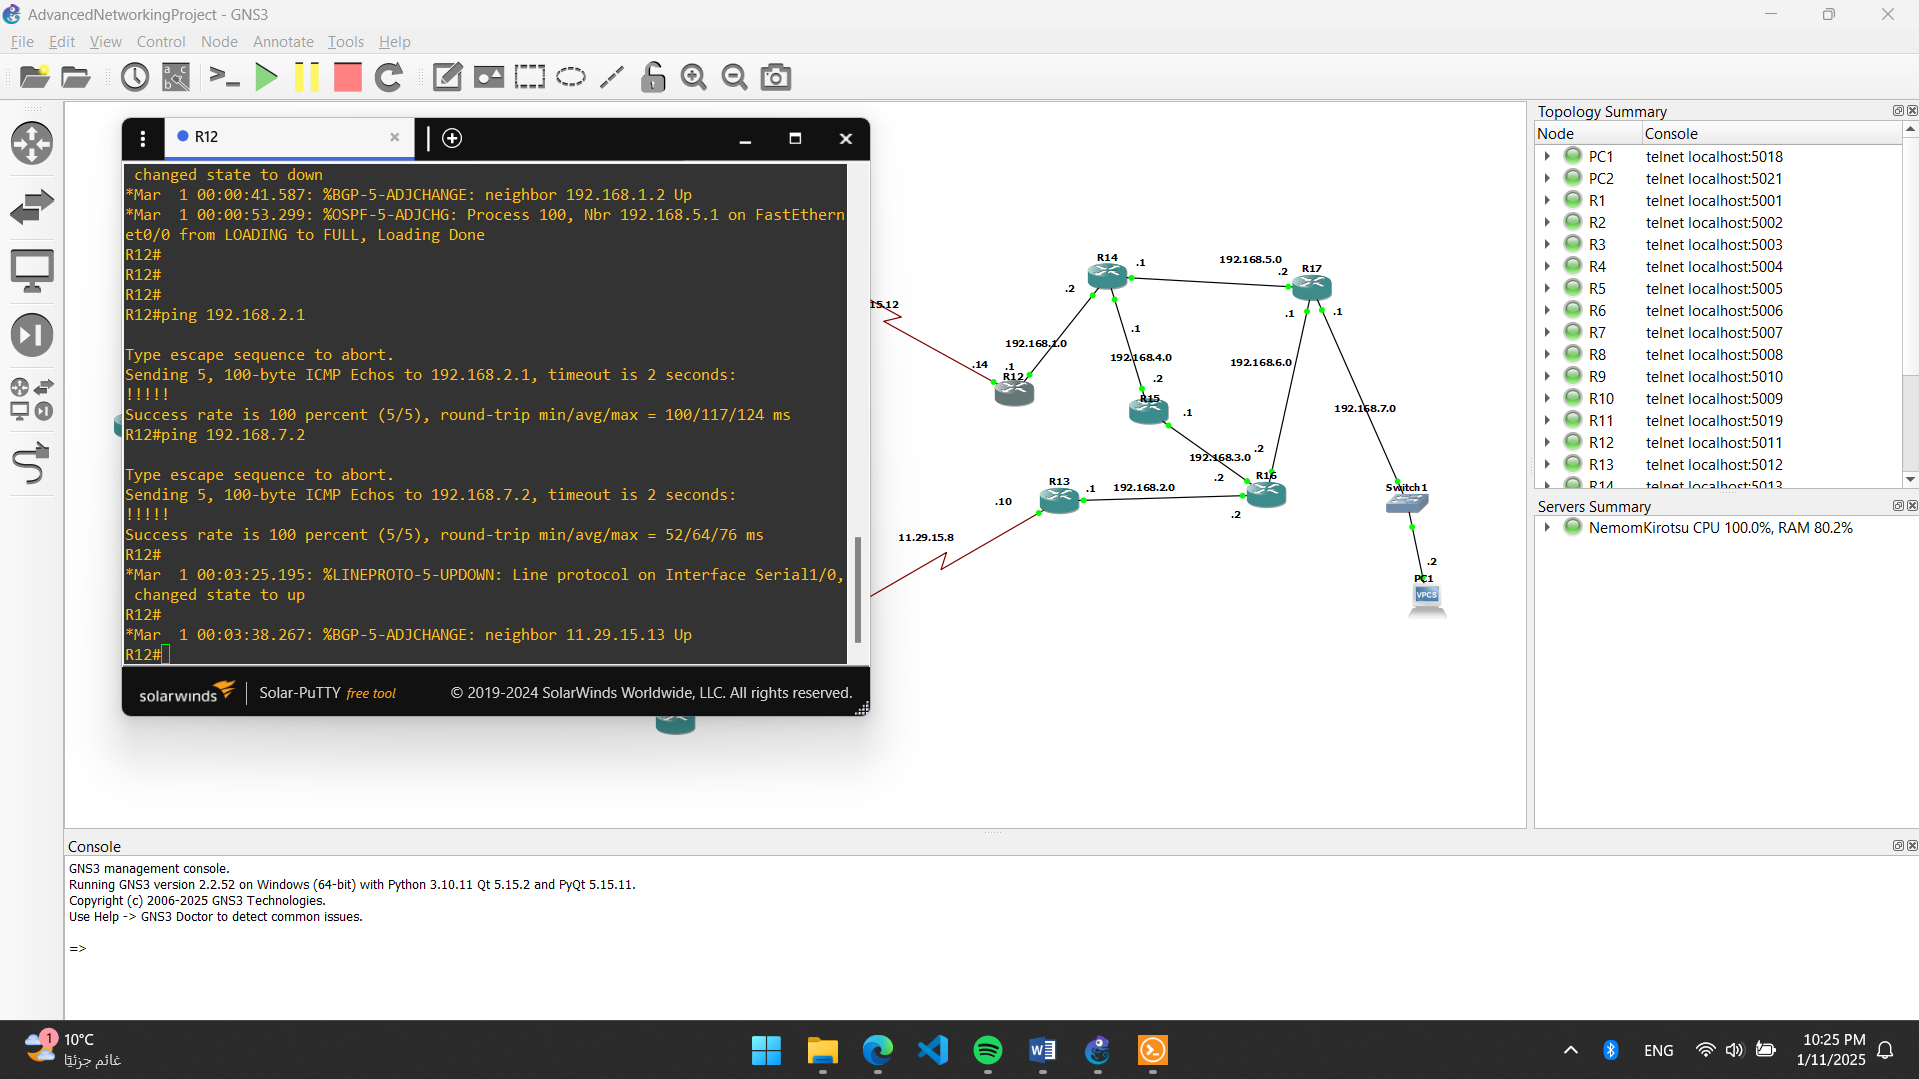 AdvancedNetworkingProject - GNS3
File Edit View Control Node Annotate Tools Help
R12
changed state to down
*Mar  1 00:00:41.587: %BGP-5-ADJCHANGE: neighbor 192.168.1.2 Up
*Mar  1 00:00:53.299: %OSPF-5-ADJCHG: Process 100, Nbr 192.168.5.1 on FastEthern
et0/0 from LOADING to FULL, Loading Done
R12#
R12#
R12#
R12#ping 192.168.2.1
Type escape sequence to abort.
Sending 5, 100-byte ICMP Echos to 192.168.2.1, timeout is 2 seconds:
!!!!!
Success rate is 100 percent (5/5), round-trip min/avg/max = 100/117/124 ms
R12#ping 192.168.7.2
Type escape sequence to abort.
Sending 5, 100-byte ICMP Echos to 192.168.7.2, timeout is 2 seconds:
!!!!!
Success rate is 100 percent (5/5), round-trip min/avg/max = 52/64/76 ms
R12#
*Mar  1 00:03:25.195: %LINEPROTO-5-UPDOWN: Line protocol on Interface Serial1/0,
changed state to up
R12#
*Mar  1 00:03:38.267: %BGP-5-ADJCHANGE: neighbor 11.29.15.13 Up
R12#
solarwinds Solar-PuTTY free tool © 2019-2024 SolarWinds Worldwide, LLC. All rights reserved.
R14
.1
192.168.5.0
.2
R17
.2
.1
.1
15.12
.1
192.168.1.0
192.168.4.0
192.168.6.0
.14
.1
R12
.2
R15
.1
192.168.7.0
.2
192.168.3.0
R13
.1
192.168.2.0
.2
R16
.10
.2
Switch1
11.29.15.8
.2
PC1
VPCS
Topology Summary
Node Console
PC1 telnet localhost:5018
PC2 telnet localhost:5021
R1 telnet localhost:5001
R2 telnet localhost:5002
R3 telnet localhost:5003
R4 telnet localhost:5004
R5 telnet localhost:5005
R6 telnet localhost:5006
R7 telnet localhost:5007
R8 telnet localhost:5008
R9 telnet localhost:5010
R10 telnet localhost:5009
R11 telnet localhost:5019
R12 telnet localhost:5011
R13 telnet localhost:5012
R14 telnet localhost:5013
Servers Summary
NemomKirotsu CPU 100.0%, RAM 80.2%
Console
GNS3 management console.
Running GNS3 version 2.2.52 on Windows (64-bit) with Python 3.10.11 Qt 5.15.2 and PyQt 5.15.11.
Copyright (c) 2006-2025 GNS3 Technologies.
Use Help -> GNS3 Doctor to detect common issues.
=>
1
10°C
غائم جزئيًا
ENG
10:25 PM
1/11/2025